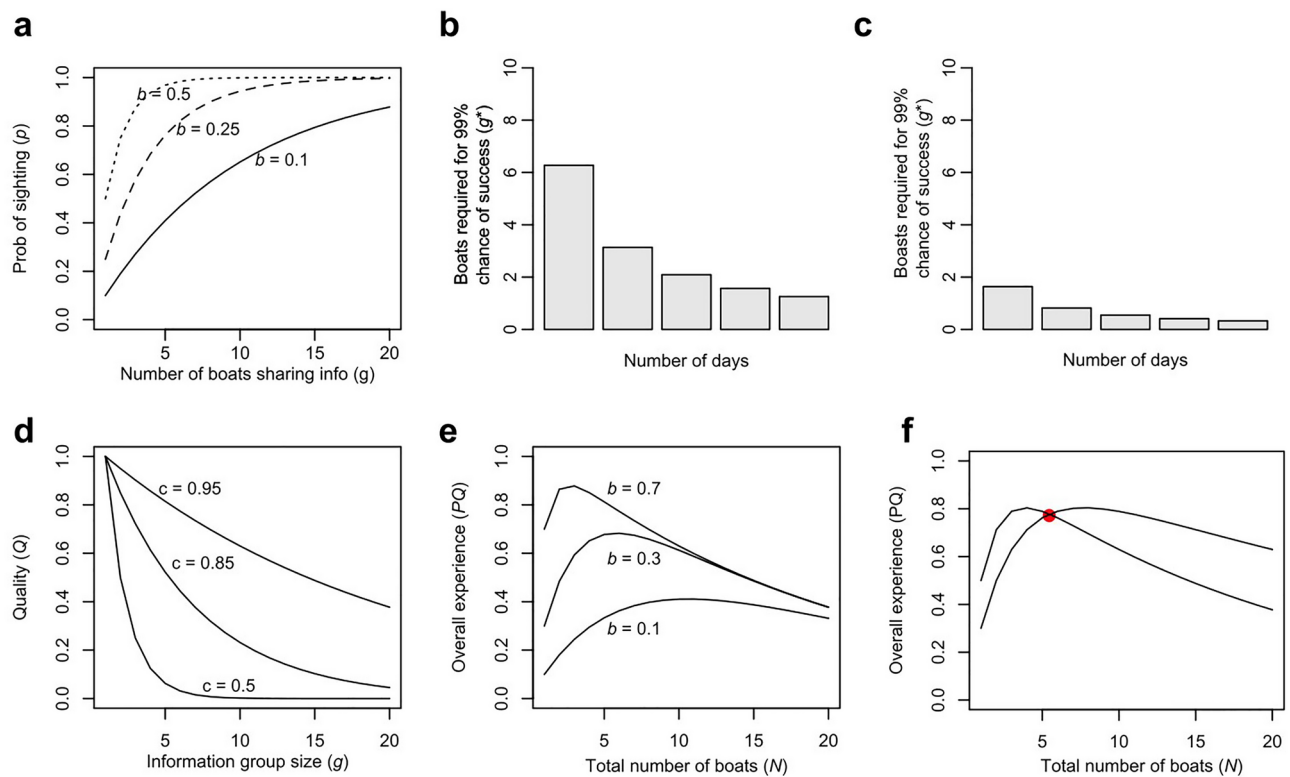 a
Prob of sighting (p)
0.0 0.2 0.4 0.6 0.8 1.0
b = 0.5
b = 0.25
b = 0.1
5 10 15 20
Number of boats sharing info (g)
b
Boats required for 99%
chance of success (g*)
0 2 4 6 8 10
Number of days
c
Boasts required for 99%
chance of success (g*)
0 2 4 6 8 10
Number of days
d
Quality (Q)
0.0 0.2 0.4 0.6 0.8 1.0
c = 0.95
c = 0.85
c = 0.5
5 10 15 20
Information group size (g)
e
Overall experience (PQ)
0.0 0.2 0.4 0.6 0.8 1.0
b = 0.7
b = 0.3
b = 0.1
5 10 15 20
Total number of boats (N)
f
Overall experience (PQ)
0.0 0.2 0.4 0.6 0.8 1.0
5 10 15 20
Total number of boats (N)